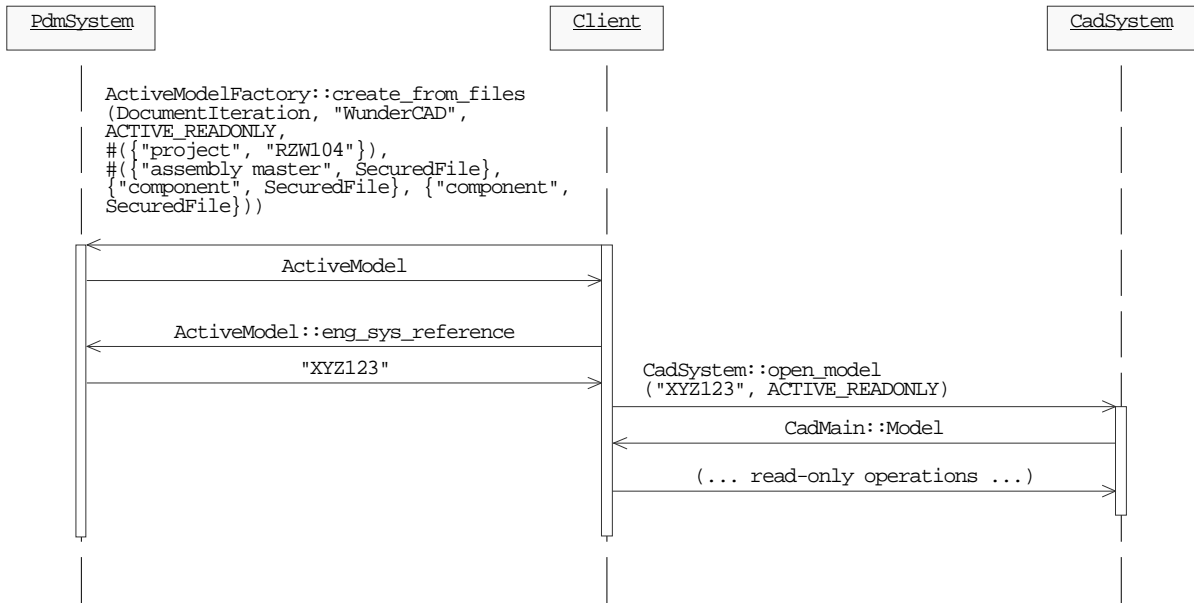 PdmSystem
Client
CadSystem
ActiveModelFactory::create_from_files
(DocumentIteration, "WunderCAD",
ACTIVE_READONLY,
#({"project", "RZW104"}),
#({"assembly master", SecuredFile},
{"component", SecuredFile}, {"component",
SecuredFile}))
ActiveModel
ActiveModel::eng_sys_reference
"XYZ123"
CadSystem::open_model
("XYZ123", ACTIVE_READONLY)
CadMain::Model
(... read-only operations ...)